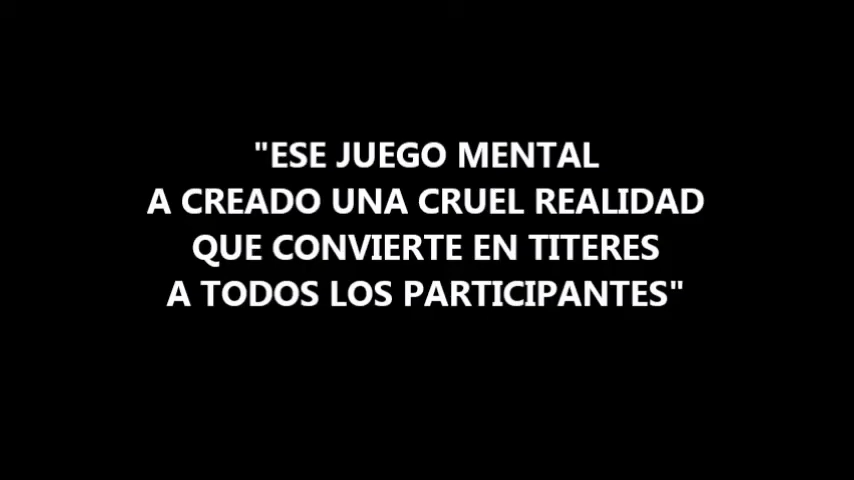 "ESE JUEGO MENTAL
A CREADO UNA CRUEL REALIDAD
QUE CONVIERTE EN TITERES
A TODOS LOS PARTICIPANTES"